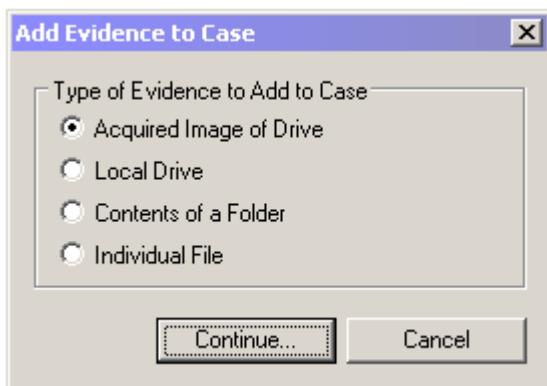 Add Evidence to Case
Type of Evidence to Add to Case
Acquired Image of Drive
Local Drive
Contents of a Folder
Individual File
Continue... Cancel